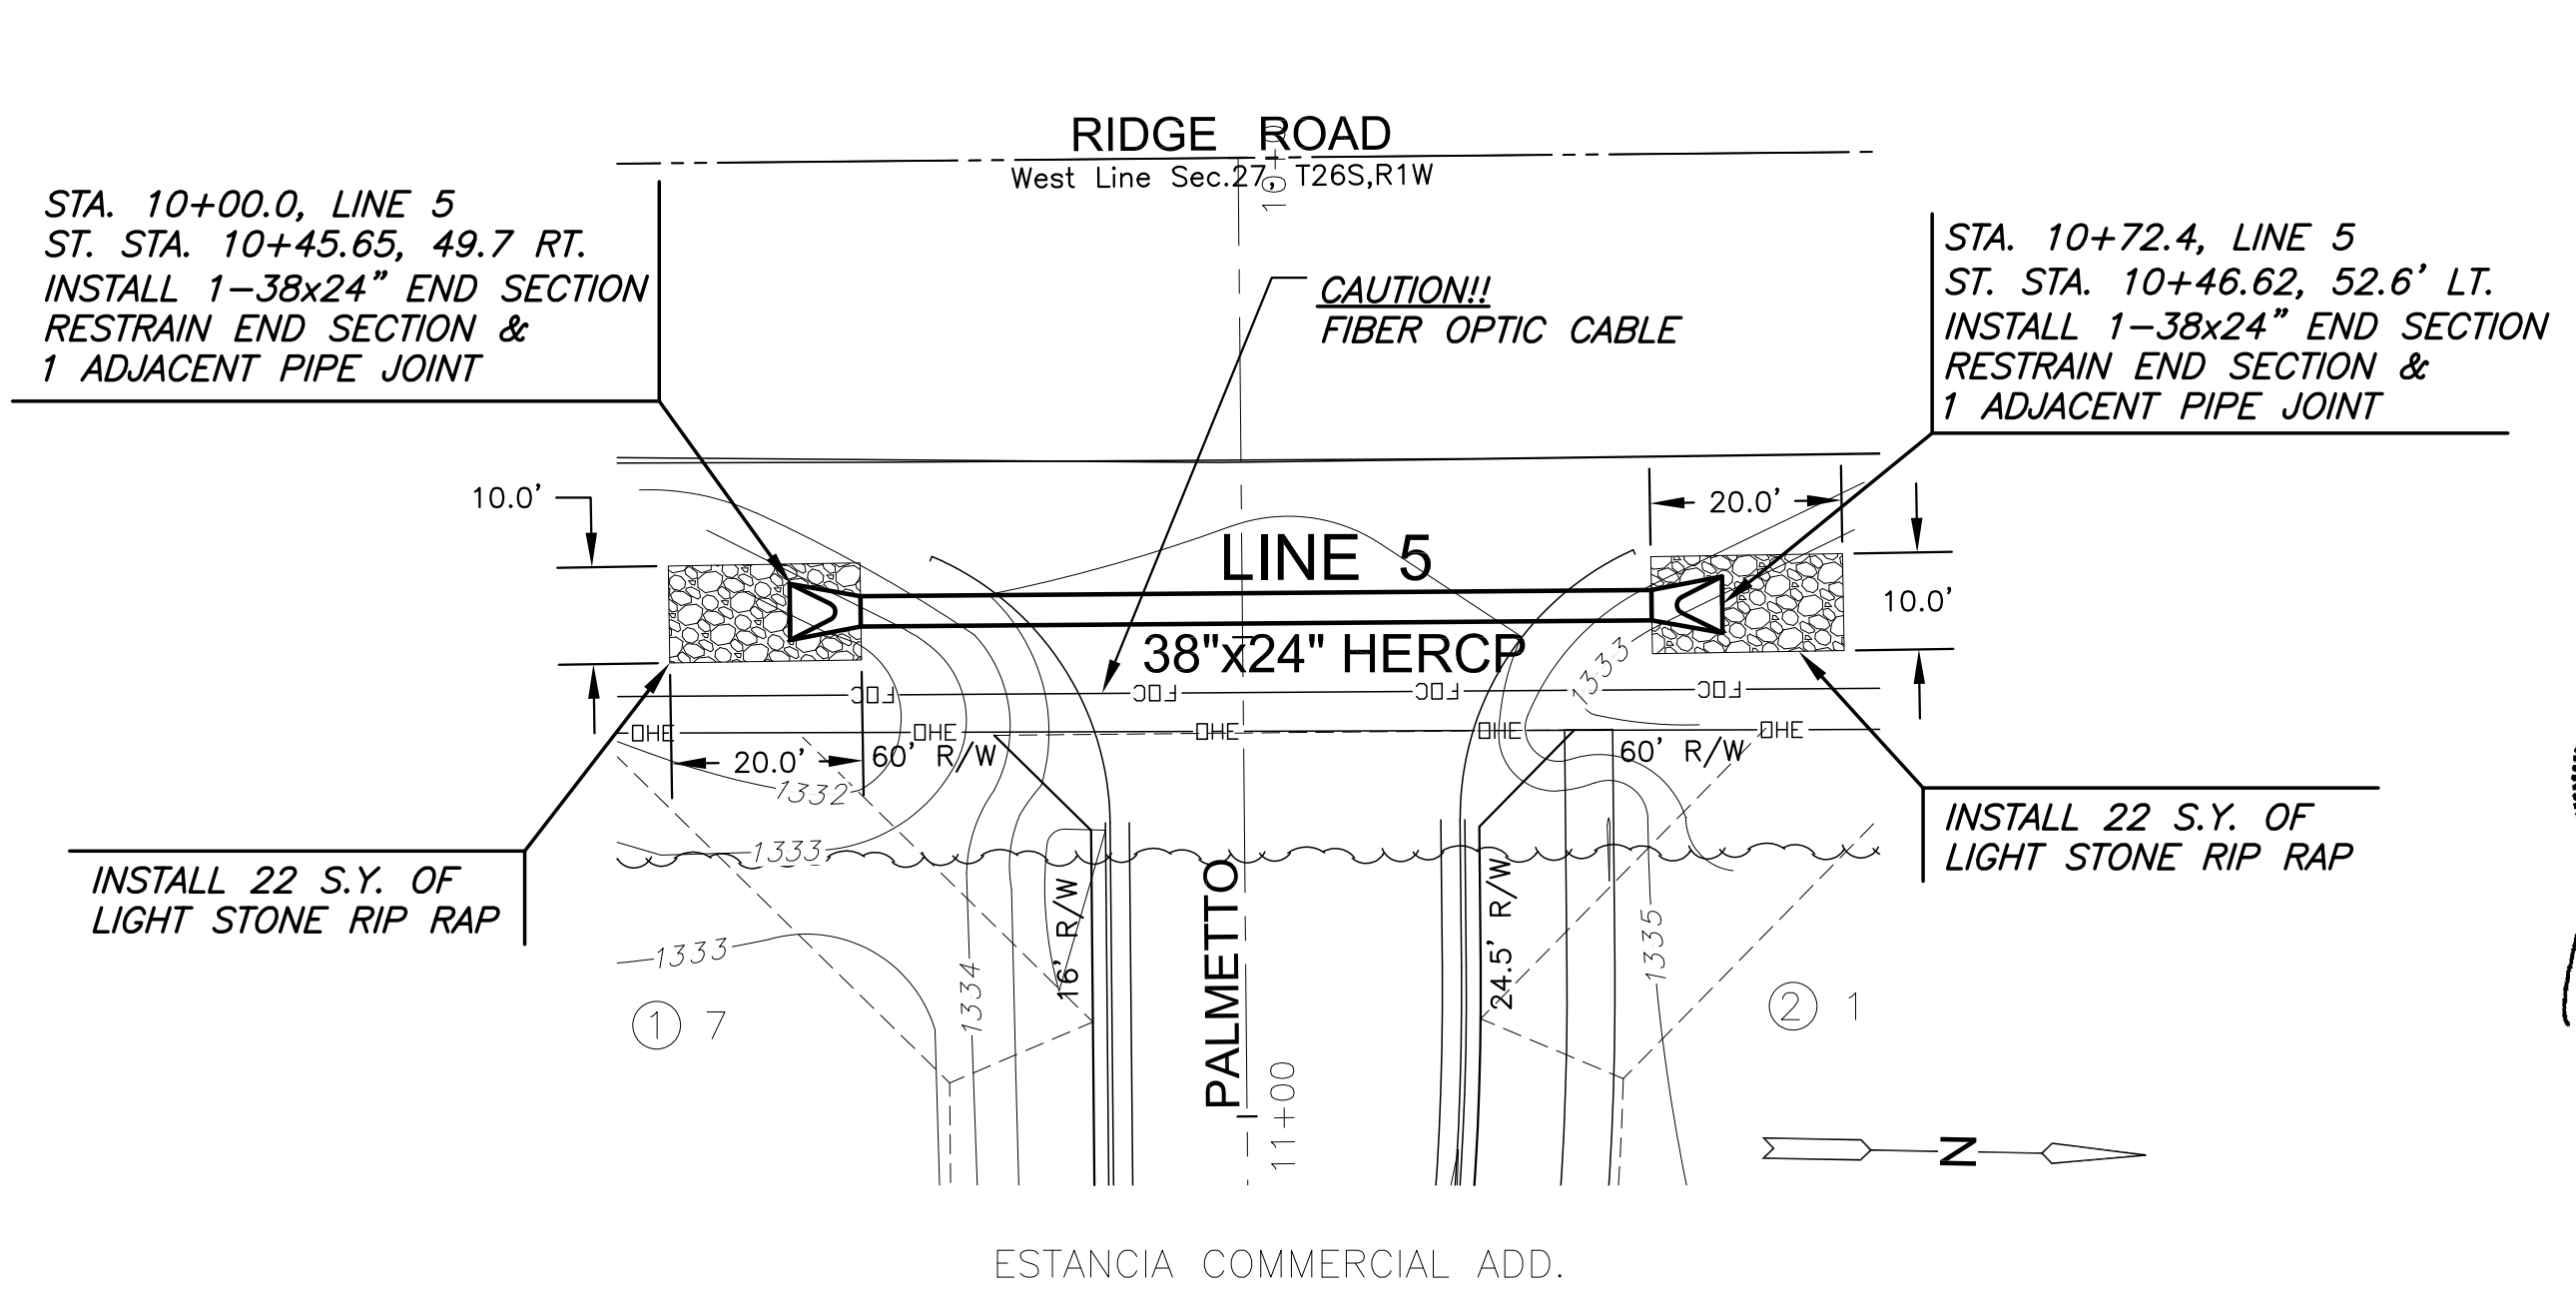 RIDGE ROAD
10+00
West Line Sec.27, T26S,R1W
STA. 10+00.0, LINE 5
ST. STA. 10+45.65, 49.7 RT.
INSTALL 1-38x24" END SECTION
RESTRAIN END SECTION &
1 ADJACENT PIPE JOINT
STA. 10+72.4, LINE 5
ST. STA. 10+46.62, 52.6' LT.
INSTALL 1-38x24" END SECTION
RESTRAIN END SECTION &
1 ADJACENT PIPE JOINT
CAUTION!!
FIBER OPTIC CABLE
10.0'
20.0'
LINE 5
10.0'
38"x24" HERCP
1333
FOC
FOC
FOC
FOC
OHE
OHE
OHE
OHE
OHE
20.0'
60' R/W
60' R/W
1332
1333
INSTALL 22 S.Y. OF
LIGHT STONE RIP RAP
INSTALL 22 S.Y. OF
LIGHT STONE RIP RAP
1333
1334
16' R/W
PALMETTO
24.5' R/W
1335
1 7
2 1
11+00
N
ESTANCIA COMMERCIAL ADD.